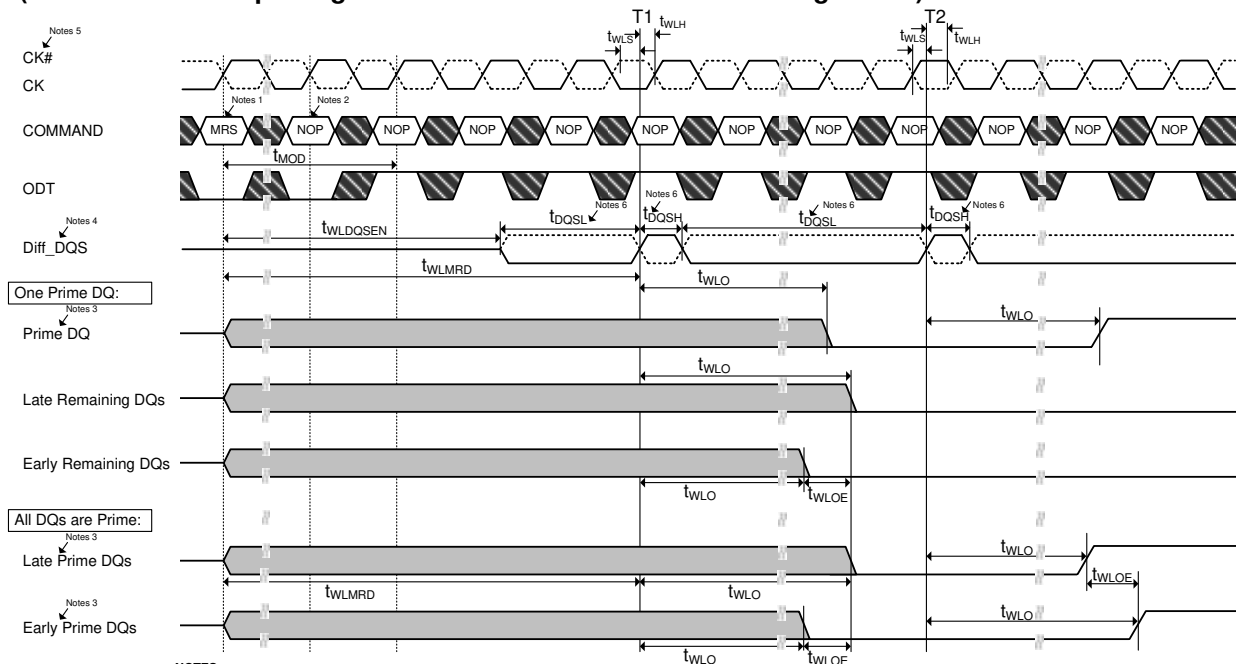 T1
T2
tWLS
tWLH
tWLS
tWLH
Notes 5
CK#
CK
Notes 1
Notes 2
COMMAND
MRS
NOP
NOP
NOP
NOP
NOP
NOP
NOP
NOP
NOP
NOP
NOP
tMOD
ODT
Notes 4
Diff_DQS
tWLDQSEN
tDQSL
Notes 6
Notes 6
tDQSH
Notes 6
tDQSL
tDQSH
Notes 6
tWLMRD
tWLO
One Prime DQ:
Notes 3
Prime DQ
tWLO
tWLO
Late Remaining DQs
Early Remaining DQs
tWLO
tWLOE
All DQs are Prime:
Notes 3
Late Prime DQs
tWLO
tWLMRD
tWLO
tWLOE
Notes 3
Early Prime DQs
tWLO
tWLO
tWLOE